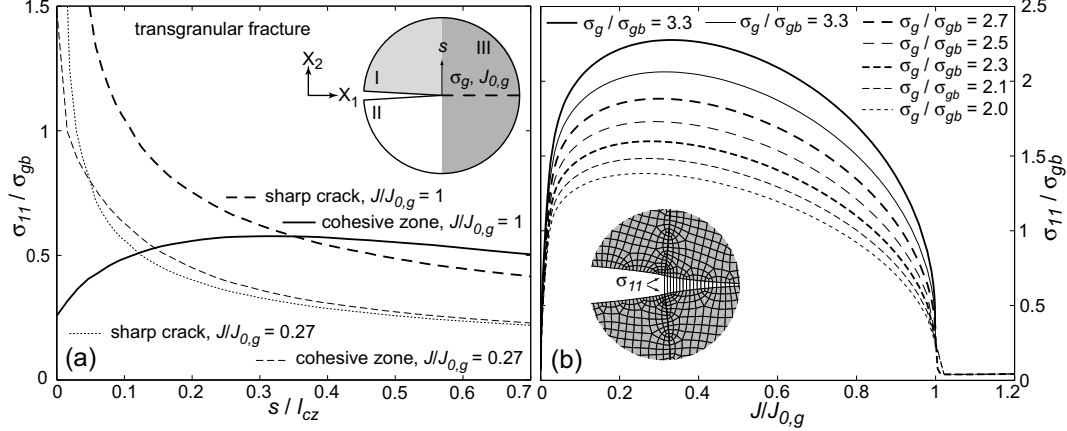 1.5
1
0.5
0
σ11 / σgb
transgranular fracture
X2
X1
s
III
σg, J0,g
I
II
sharp crack, J/J0,g = 1
cohesive zone, J/J0,g = 1
sharp crack, J/J0,g = 0.27
cohesive zone, J/J0,g = 0.27
(a)
0 0.1 0.2 0.3 0.4 0.5 0.6 0.7
s / lcz
σg / σgb = 3.3
σg / σgb = 3.3
σg / σgb = 2.7
σg / σgb = 2.5
σg / σgb = 2.3
σg / σgb = 2.1
σg / σgb = 2.0
σ11
(b)
2.5
2
1.5
1
0.5
0
σ11 / σgb
0 0.2 0.4 0.6 0.8 1 1.2
J/J0,g